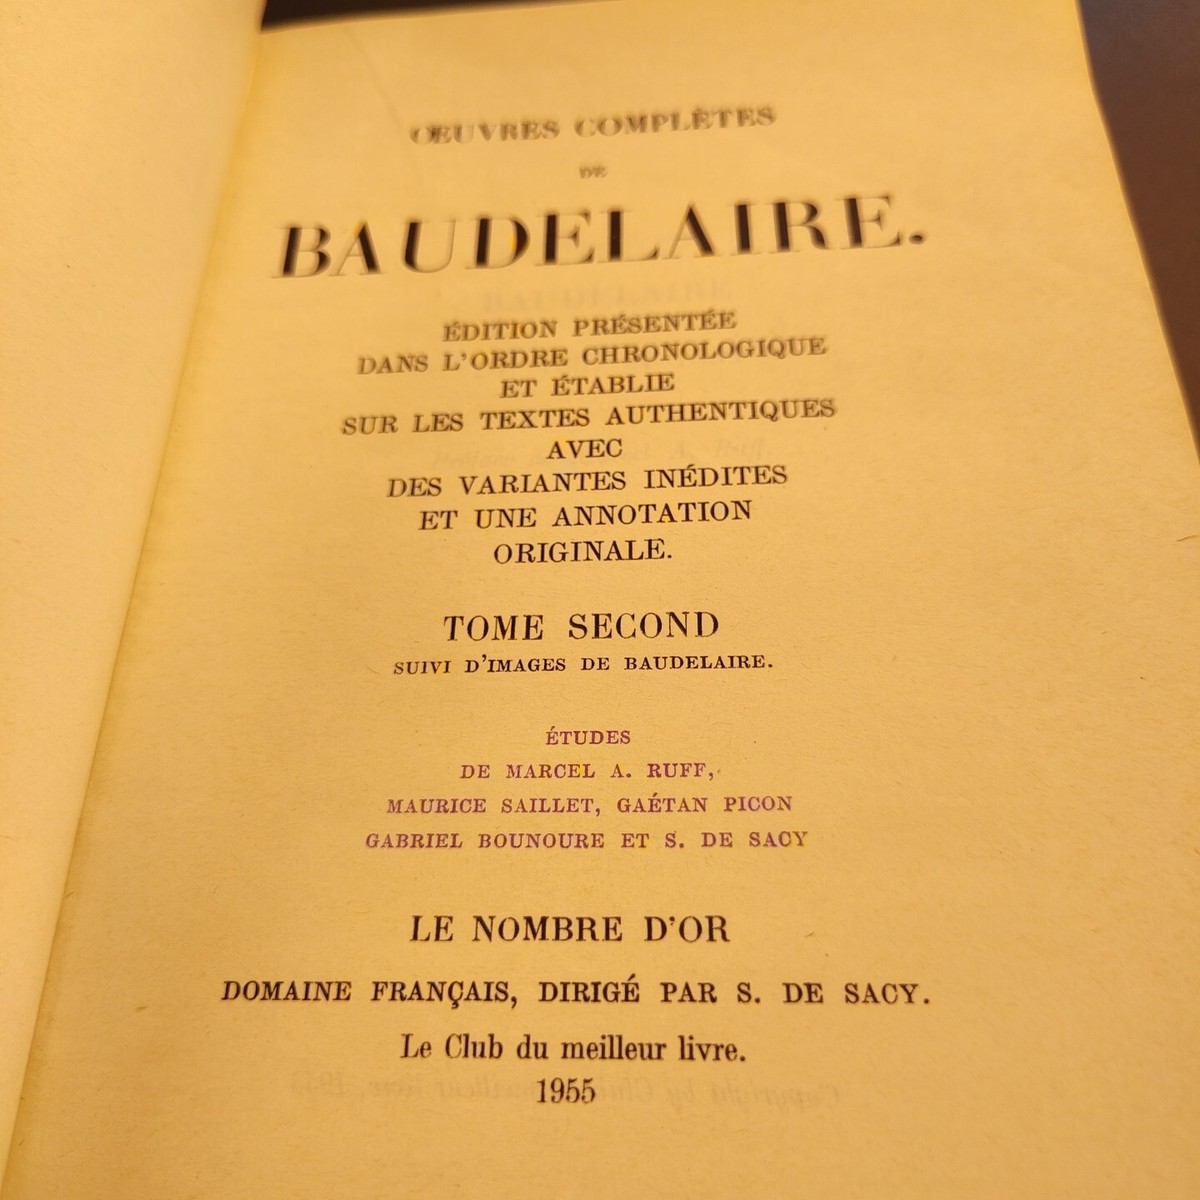 ŒUVRES COMPLÈTES
DE
BAUDELAIRE.
ÉDITION PRÉSENTÉE
DANS L'ORDRE CHRONOLOGIQUE
ET ÉTABLIE
SUR LES TEXTES AUTHENTIQUES
AVEC
DES VARIANTES INÉDITES
ET UNE ANNOTATION
ORIGINALE.
TOME SECOND
SUIVI D'IMAGES DE BAUDELAIRE.
ÉTUDES
DE MARCEL A. RUFF,
MAURICE SAILLET, GAÉTAN PICON
GABRIEL BOUNOURE ET S. DE SACY
LE NOMBRE D'OR
DOMAINE FRANÇAIS, DIRIGÉ PAR S. DE SACY.
Le Club du meilleur livre.
1955